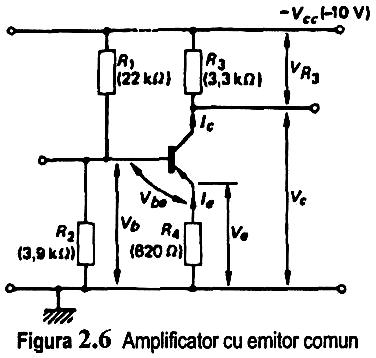 –Vcc (–10 V)
R1
(22 kΩ)
R3
(3,3 kΩ)
VR3
Ic
Vbe
Vb
Ie
Vc
R2
(3,9 kΩ)
R4
(820 Ω)
Ve
Figura 2.6 Amplificator cu emitor comun